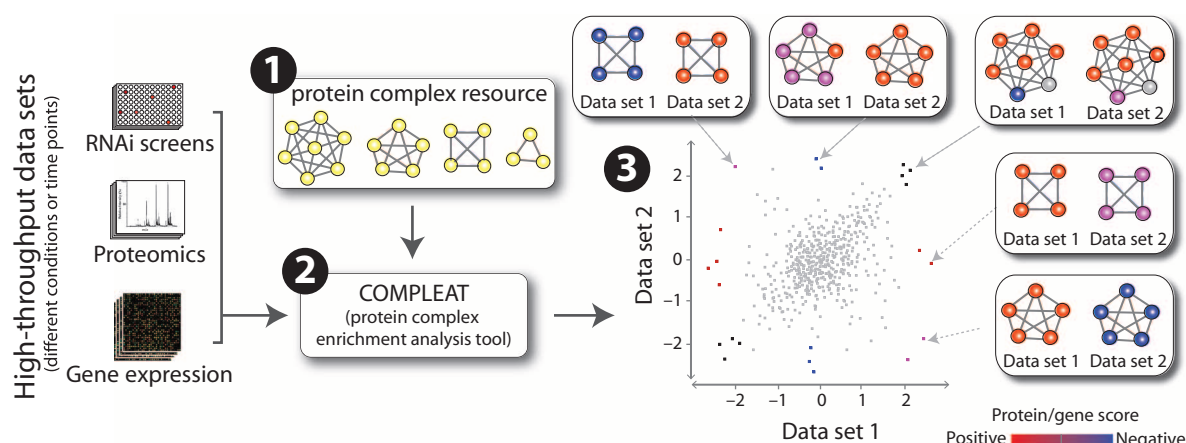 High-throughput data sets
(different conditions or time points)
RNAi screens
Proteomics
Gene expression
1
protein complex resource
2
COMPLEAT
(protein complex
enrichment analysis tool)
3
Data set 1 Data set 2
Data set 1 Data set 2
Data set 1 Data set 2
Data set 1 Data set 2
Data set 1 Data set 2
Data set 2
2
1
0
−1
−2
−2 −1 0 1 2
Data set 1
Protein/gene score
Positive Negative